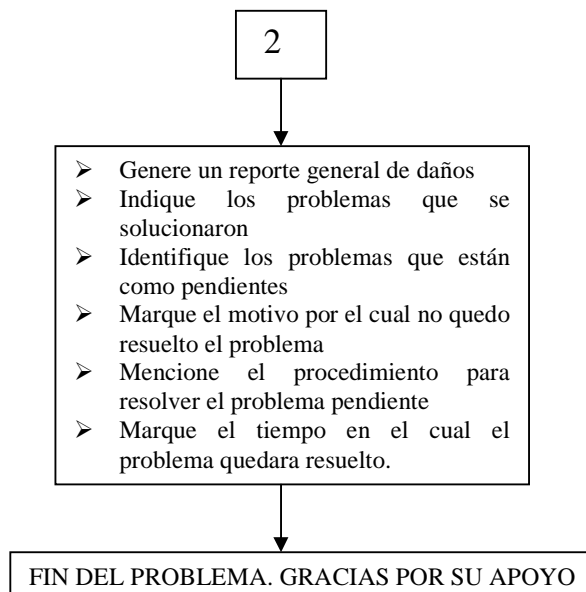 2
➢ Genere un reporte general de daños
➢ Indique los problemas que se
solucionaron
➢ Identifique los problemas que están
como pendientes
➢ Marque el motivo por el cual no quedo
resuelto el problema
➢ Mencione el procedimiento para
resolver el problema pendiente
➢ Marque el tiempo en el cual el
problema quedara resuelto.
FIN DEL PROBLEMA. GRACIAS POR SU APOYO